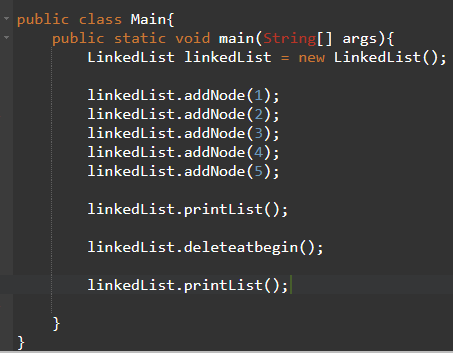 public class Main{
    public static void main(String[] args){
        LinkedList linkedList = new LinkedList();
        linkedList.addNode(1);
        linkedList.addNode(2);
        linkedList.addNode(3);
        linkedList.addNode(4);
        linkedList.addNode(5);
        linkedList.printList();
        linkedList.deleteatbegin();
        linkedList.printList();
    }
}